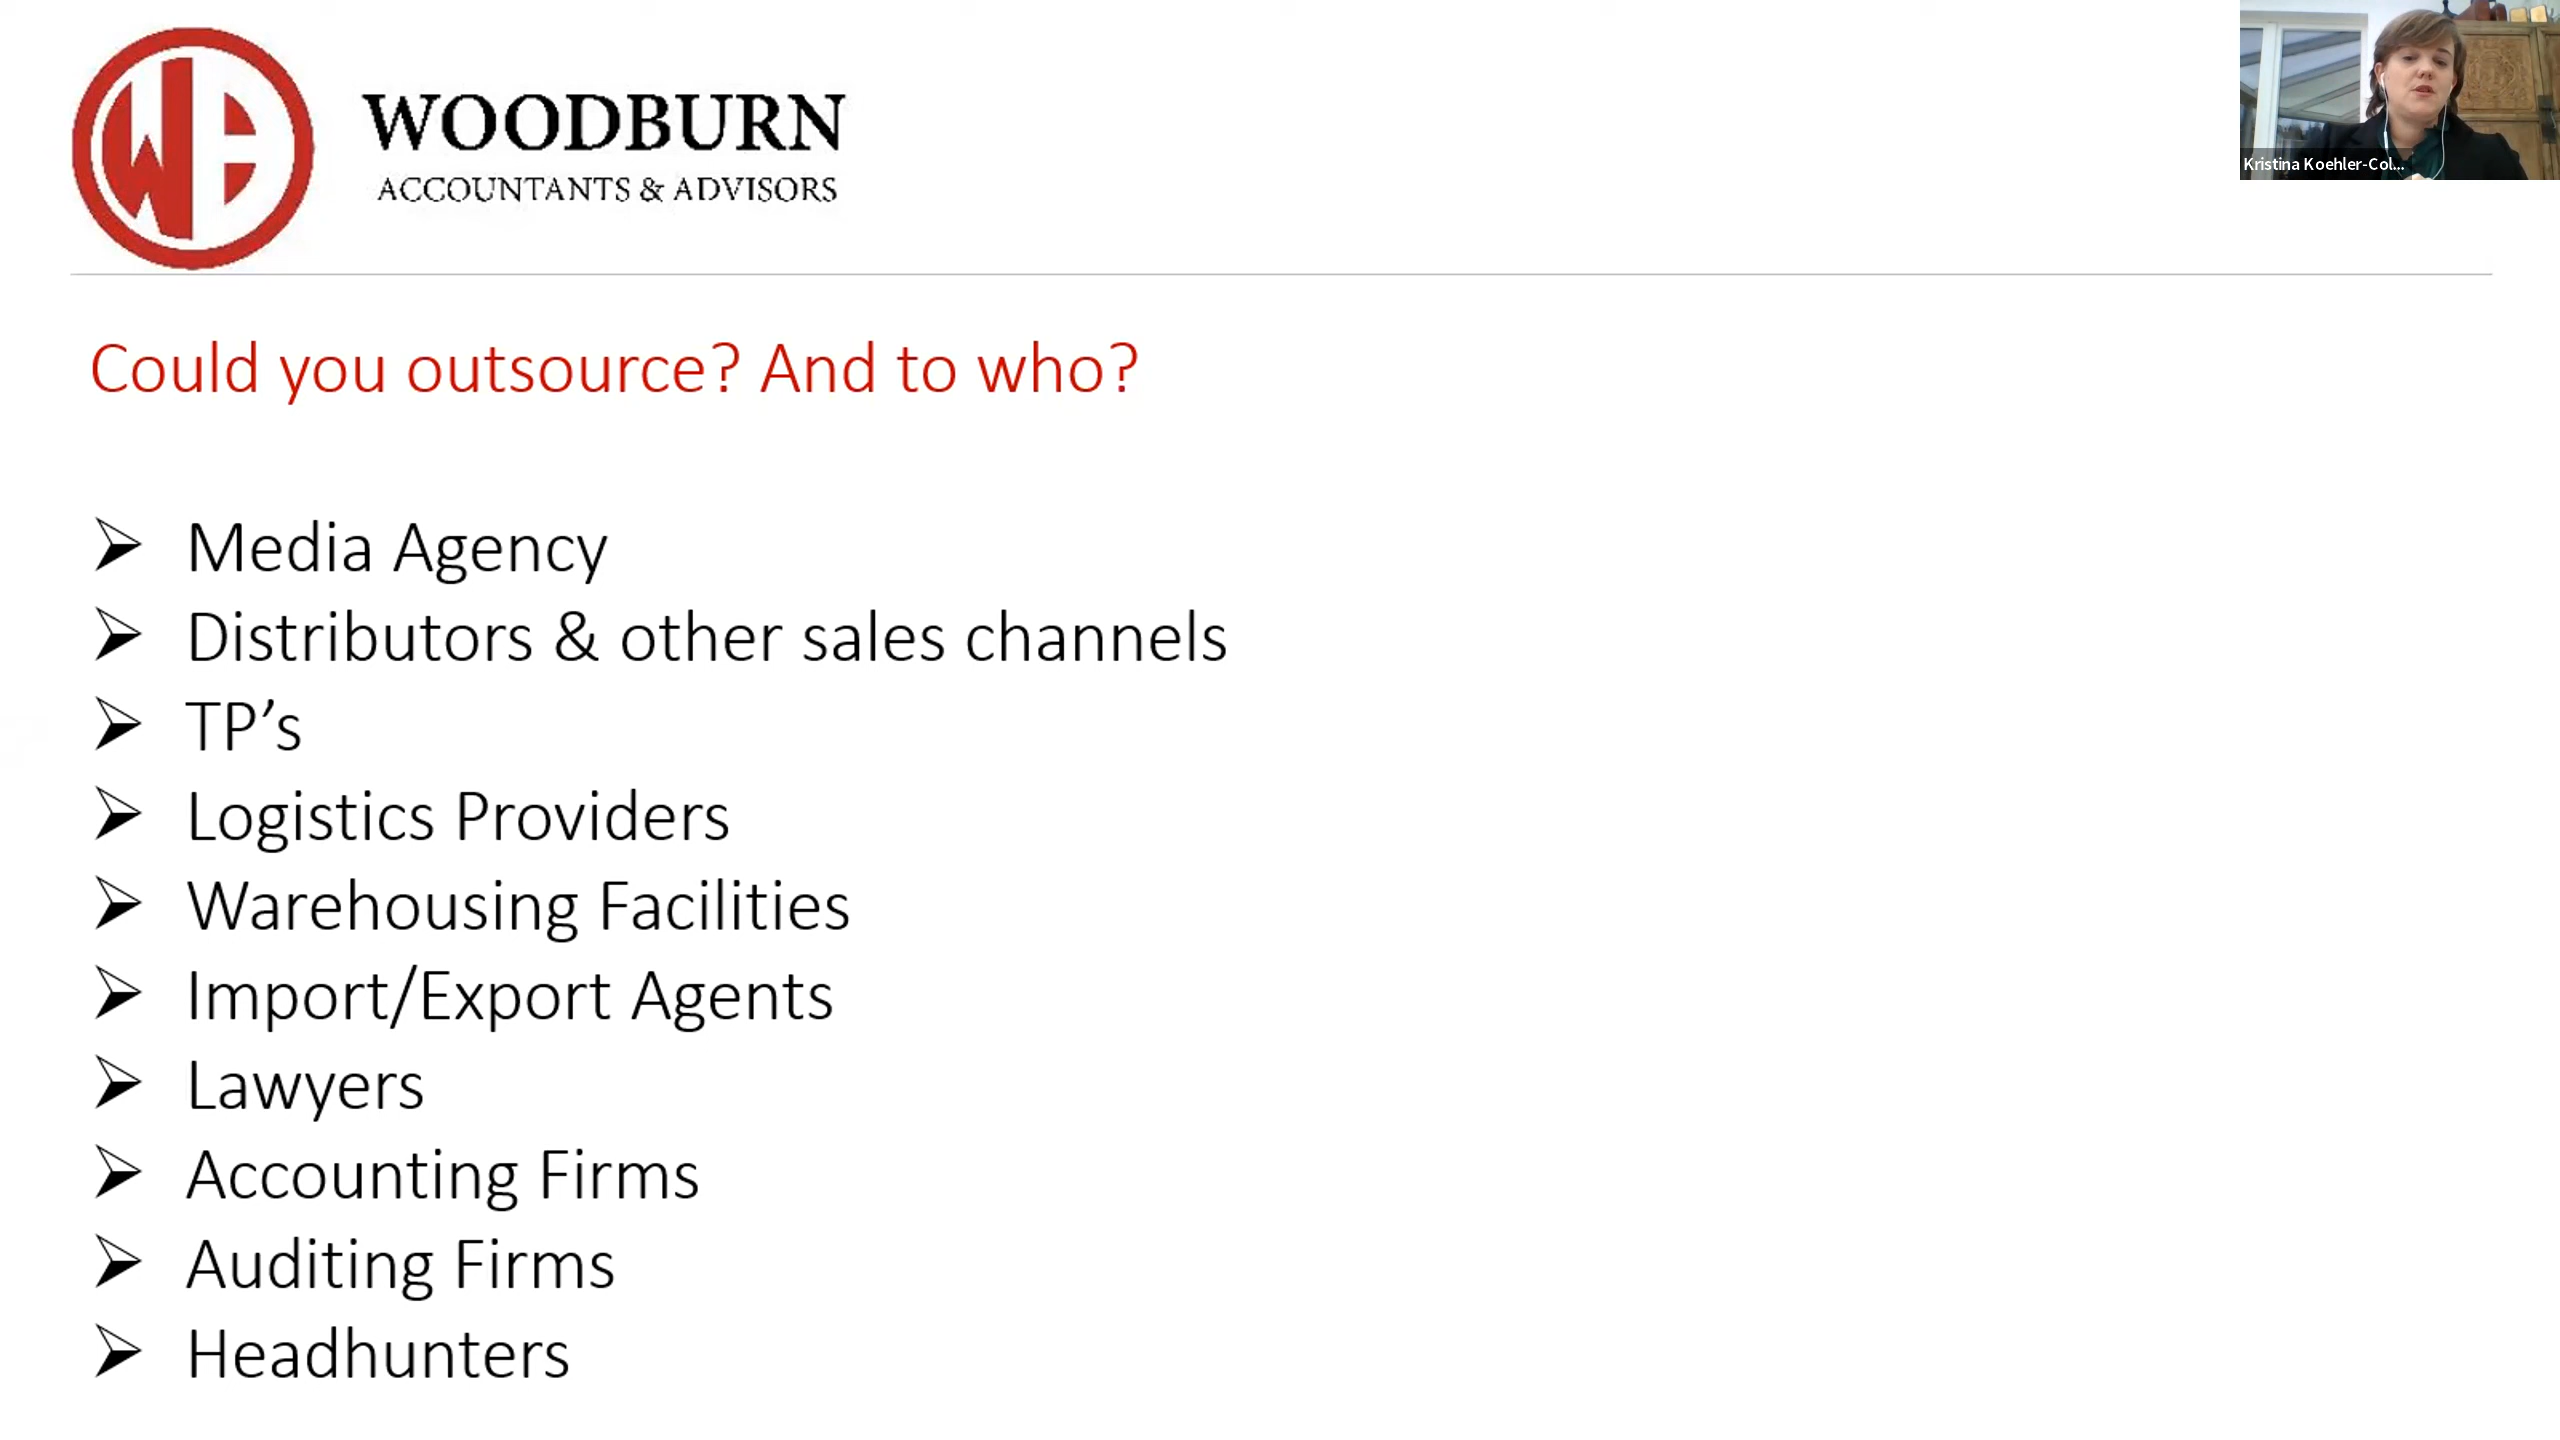 WB
WOODBURN
ACCOUNTANTS & ADVISORS
Kristina Koehler-Col...
Could you outsource? And to who?
➢ Media Agency
➢ Distributors & other sales channels
➢ TP’s
➢ Logistics Providers
➢ Warehousing Facilities
➢ Import/Export Agents
➢ Lawyers
➢ Accounting Firms
➢ Auditing Firms
➢ Headhunters